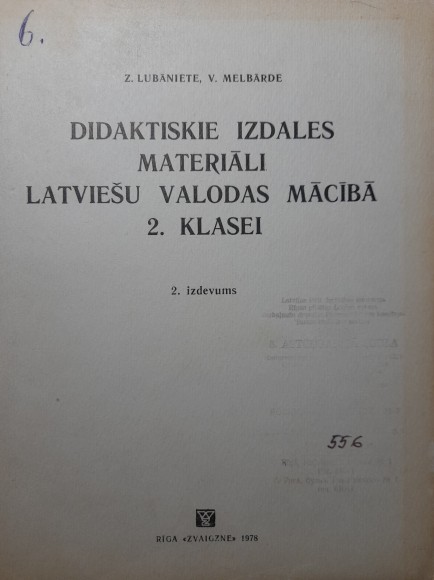 6.
Z. LUBĀNIETE, V. MELBĀRDE
DIDAKTISKIE IZDALES
MATERIĀLI
LATVIEŠU VALODAS MĀCĪBĀ
2. KLASEI
2. izdevums
556
RĪGA «ZVAIGZNE» 1978